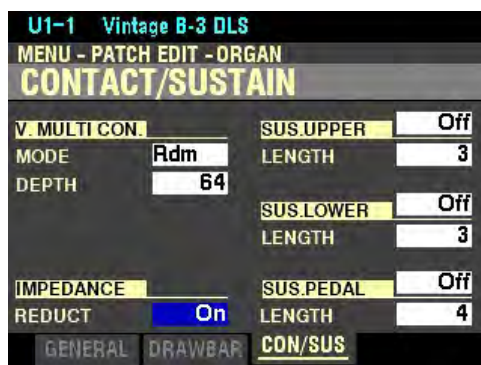 U1-1 Vintage B-3 DLS
MENU - PATCH EDIT - ORGAN
CONTACT/SUSTAIN
V. MULTI CON.
MODE Rdm
DEPTH 64
IMPEDANCE
REDUCT On
SUS.UPPER Off
LENGTH 3
SUS.LOWER Off
LENGTH 3
SUS.PEDAL Off
LENGTH 4
GENERAL DRAWBAR CON/SUS